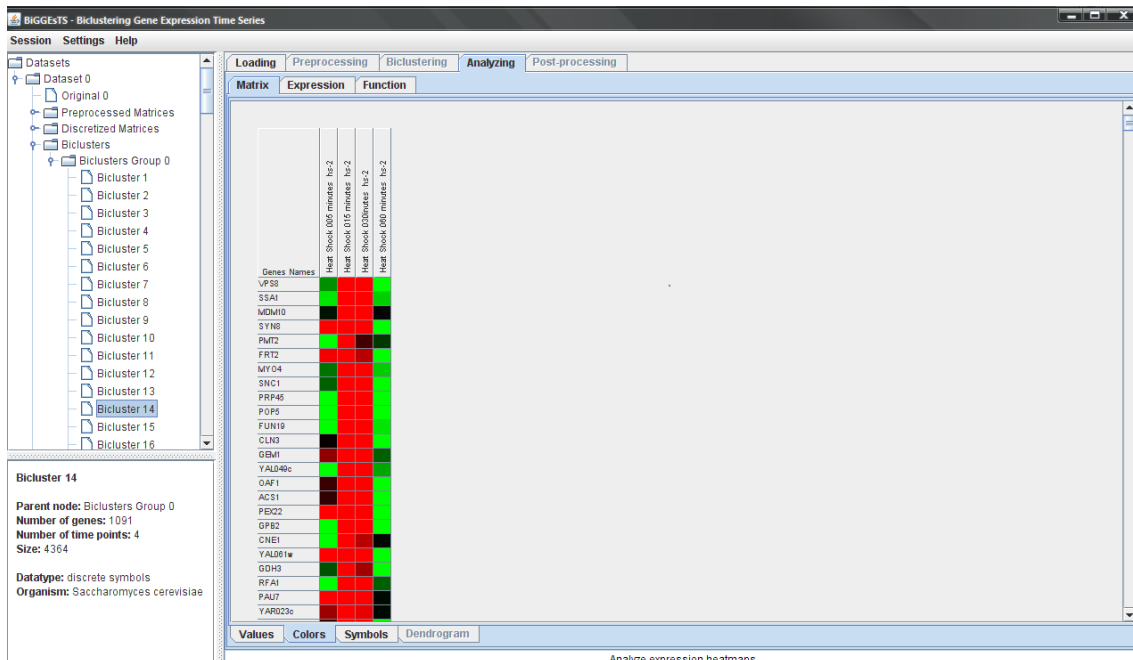 BiGGEsTS - Biclustering Gene Expression Time Series
Session Settings Help
Datasets
Dataset 0
Original 0
Preprocessed Matrices
Discretized Matrices
Biclusters
Biclusters Group 0
Bicluster 1
Bicluster 2
Bicluster 3
Bicluster 4
Bicluster 5
Bicluster 6
Bicluster 7
Bicluster 8
Bicluster 9
Bicluster 10
Bicluster 11
Bicluster 12
Bicluster 13
Bicluster 14
Bicluster 15
Bicluster 16
Bicluster 14
Parent node: Biclusters Group 0
Number of genes: 1091
Number of time points: 4
Size: 4364
Datatype: discrete symbols
Organism: Saccharomyces cerevisiae
Loading Preprocessing Biclustering Analyzing Post-processing
Matrix Expression Function
Heat Shock 005 minutes hs-2
Heat Shock 015 minutes hs-2
Heat Shock 030inutes hs-2
Heat Shock 060 minutes hs-2
Genes Names
VPS8
SSA1
MDM10
SYN8
PMT2
FRT2
MYO4
SNC1
PRP45
POP5
FUN19
CLN3
GEM1
YAL049c
OAF1
ACS1
PEX22
GPB2
CNE1
YAL061w
GDH3
RFA1
PAU7
YAR023c
Values Colors Symbols Dendrogram
Analyze expression heatmaps